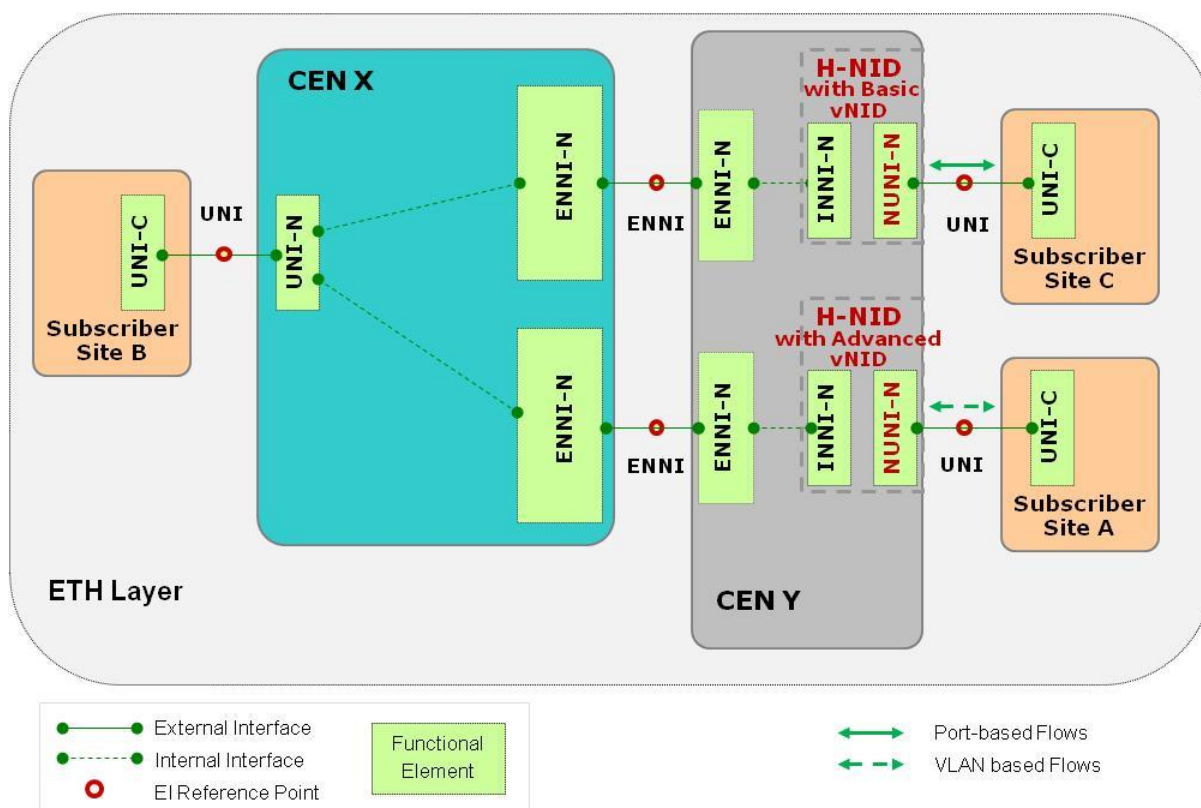 CEN X
H-NID
with Basic
vNID
ENNI-N
ENNI-N
INNI-N
NUNI-N
UNI-C
UNI
UNI-C
UNI-N
ENNI
UNI
Subscriber
Site C
Subscriber
Site B
H-NID
with Advanced
vNID
ENNI-N
ENNI-N
INNI-N
NUNI-N
UNI-C
ENNI
UNI
Subscriber
Site A
ETH Layer
CEN Y
External Interface
Internal Interface
EI Reference Point
Functional
Element
Port-based Flows
VLAN based Flows